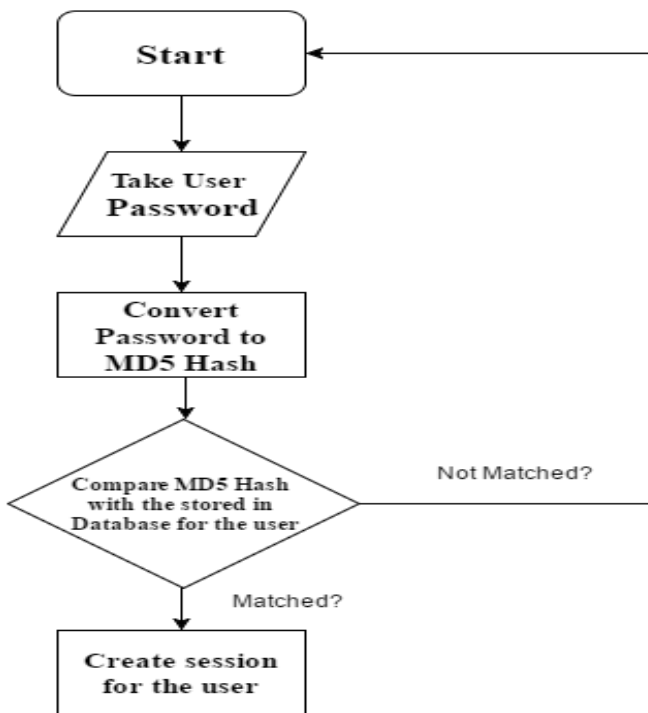 Start
Take User
Password
Convert
Password to
MD5 Hash
Compare MD5 Hash
with the stored in
Database for the user
Not Matched?
Matched?
Create session
for the user